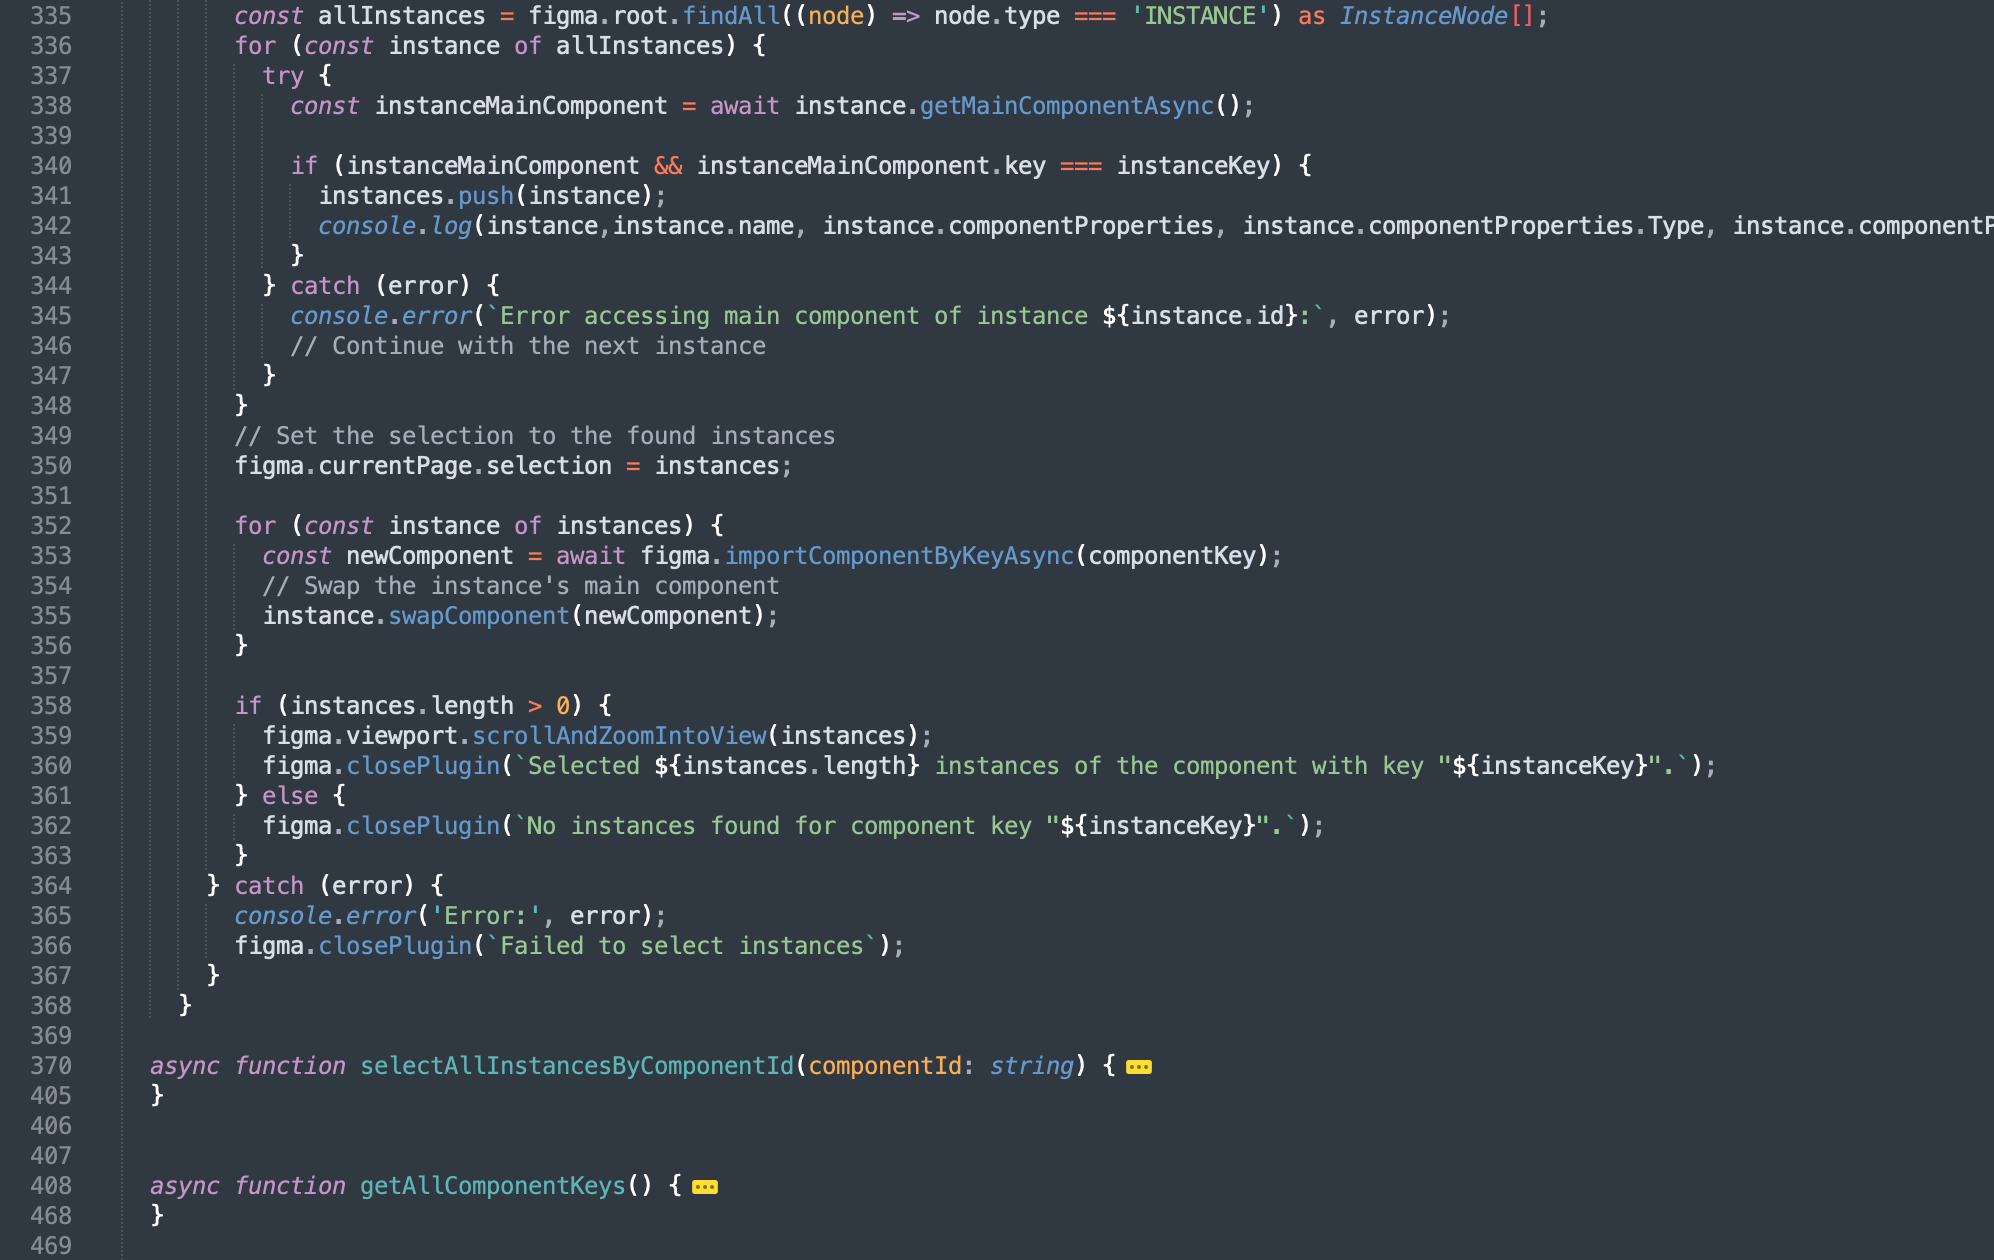 335 const allInstances = figma.root.findAll((node) => node.type === 'INSTANCE') as InstanceNode[];
336 for (const instance of allInstances) {
337 try {
338 const instanceMainComponent = await instance.getMainComponentAsync();
339
340 if (instanceMainComponent && instanceMainComponent.key === instanceKey) {
341 instances.push(instance);
342 console.log(instance,instance.name, instance.componentProperties, instance.componentProperties.Type, instance.componentP
343 }
344 } catch (error) {
345 console.error(`Error accessing main component of instance ${instance.id}:`, error);
346 // Continue with the next instance
347 }
348 }
349 // Set the selection to the found instances
350 figma.currentPage.selection = instances;
351
352 for (const instance of instances) {
353 const newComponent = await figma.importComponentByKeyAsync(componentKey);
354 // Swap the instance's main component
355 instance.swapComponent(newComponent);
356 }
357
358 if (instances.length > 0) {
359 figma.viewport.scrollAndZoomIntoView(instances);
360 figma.closePlugin(`Selected ${instances.length} instances of the component with key "${instanceKey}".`);
361 } else {
362 figma.closePlugin(`No instances found for component key "${instanceKey}".`);
363 }
364 } catch (error) {
365 console.error('Error:', error);
366 figma.closePlugin(`Failed to select instances`);
367 }
368 }
369
370 async function selectAllInstancesByComponentId(componentId: string) { ...
405 }
406
407
408 async function getAllComponentKeys() { ...
468 }
469